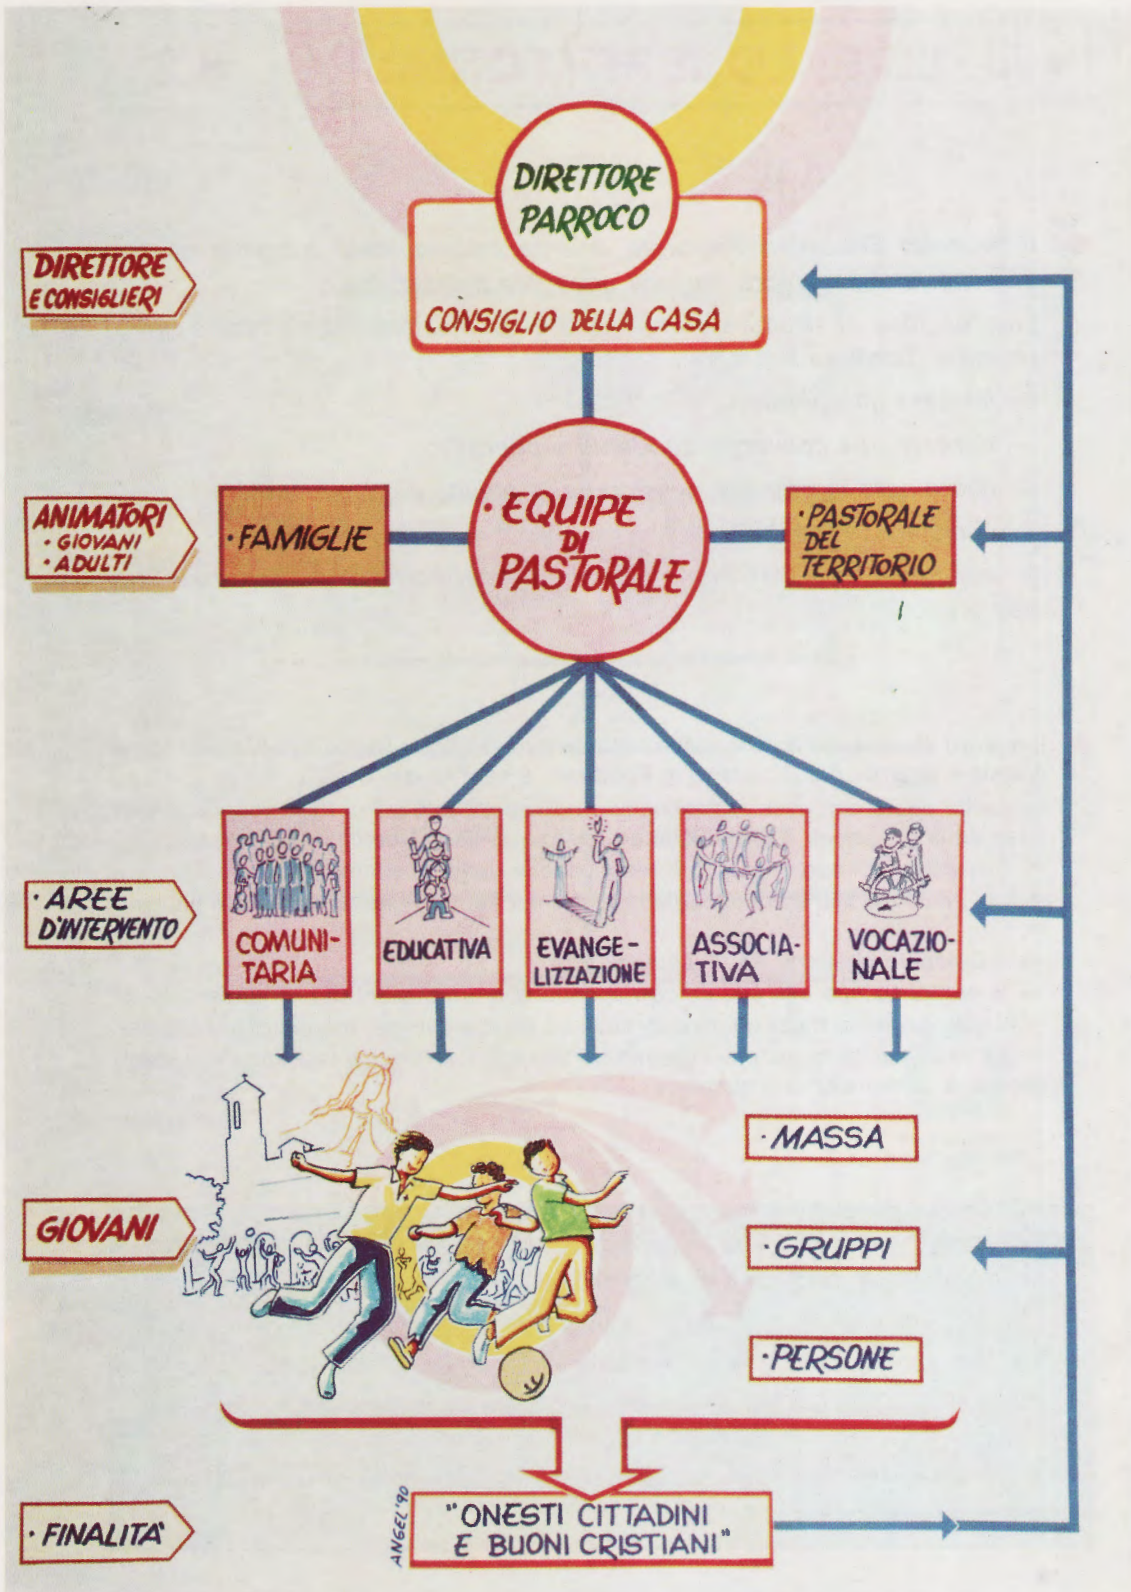 DIRETTORE
PARROCO
DIRETTORE
E CONSIGLIERI
CONSIGLIO DELLA CASA
ANIMATORI
• GIOVANI
• ADULTI
• FAMIGLIE
• EQUIPE
DI
PASTORALE
• PASTORALE
DEL
TERRITORIO
• AREE
D'INTERVENTO
COMUNI-
TARIA
EDUCATIVA
EVANGE-
LIZZAZIONE
ASSOCIA-
TIVA
VOCAZIO-
NALE
GIOVANI
• MASSA
• GRUPPI
• PERSONE
• FINALITÀ
ANGEL '90
"ONESTI CITTADINI
E BUONI CRISTIANI"